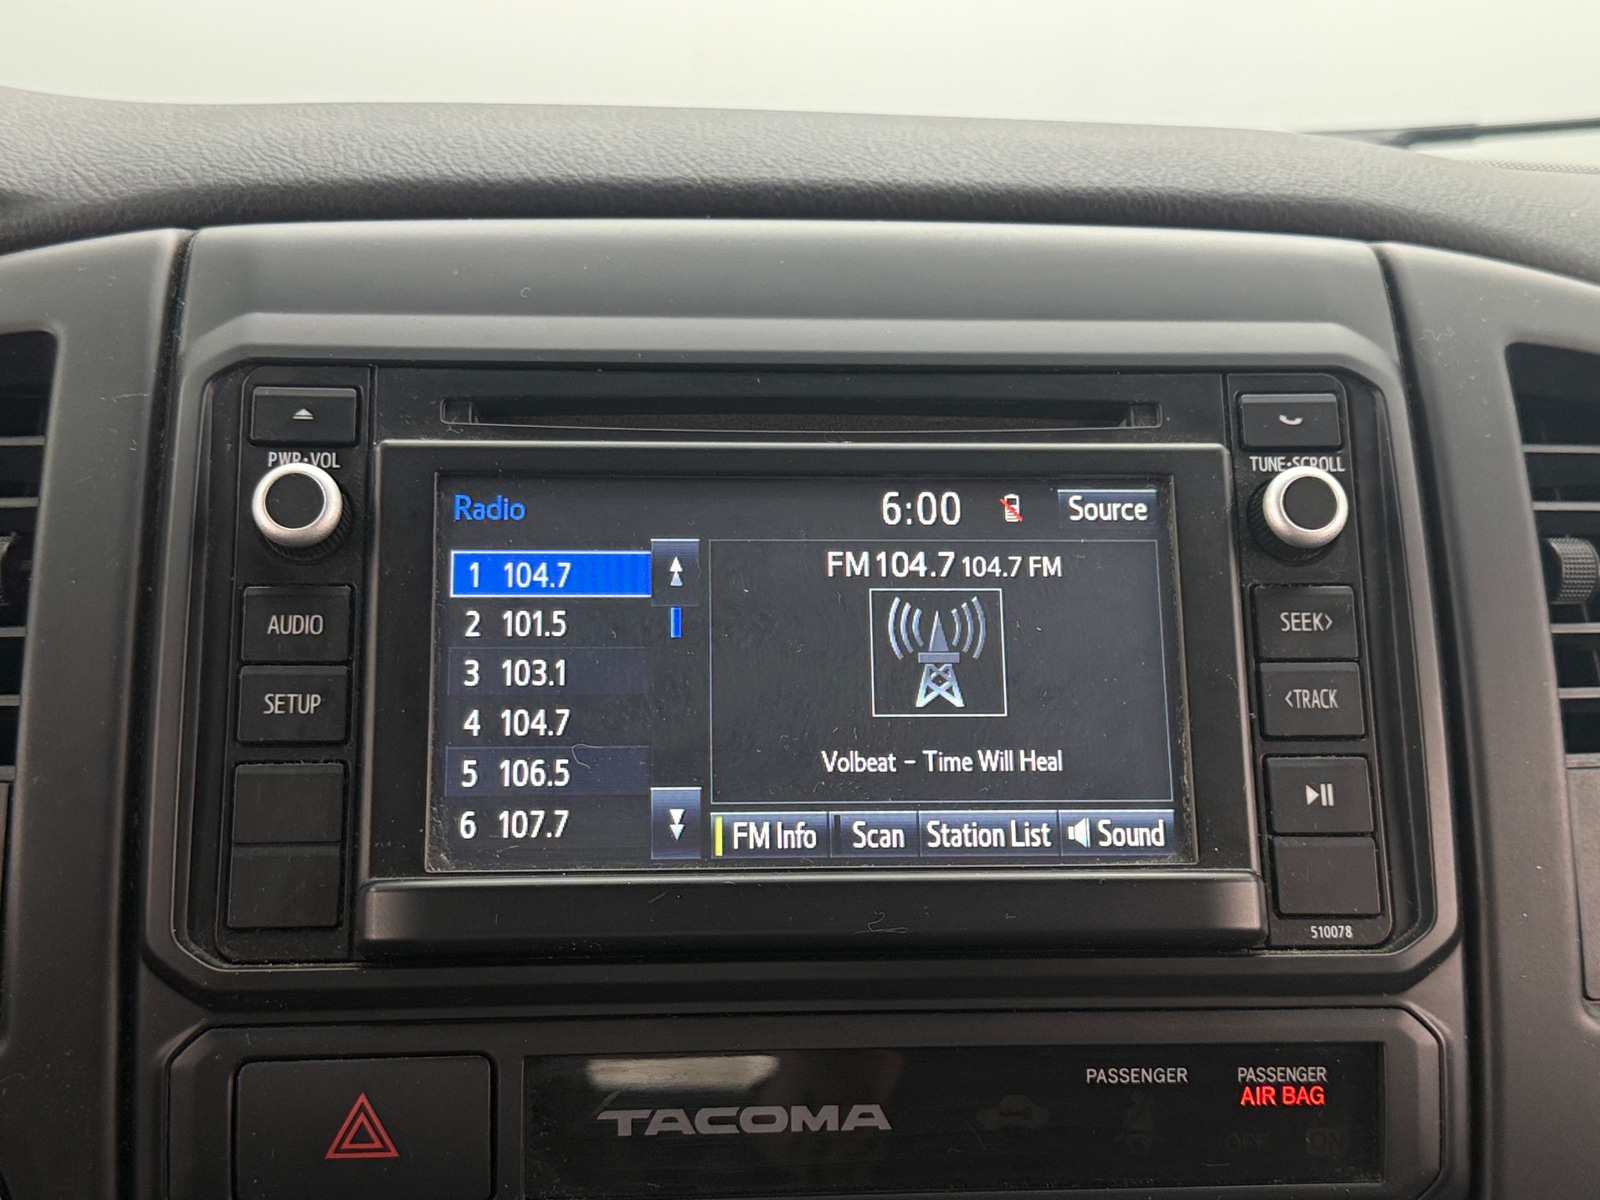 PWR•VOL
TUNE•SCROLL
Radio
6:00
Source
1 104.7
2 101.5
3 103.1
4 104.7
5 106.5
6 107.7
FM 104.7 104.7 FM
Volbeat - Time Will Heal
FM Info
Scan
Station List
Sound
AUDIO
SETUP
SEEK>
<TRACK
510078
TACOMA
PASSENGER
PASSENGER
AIR BAG
OFF
ON